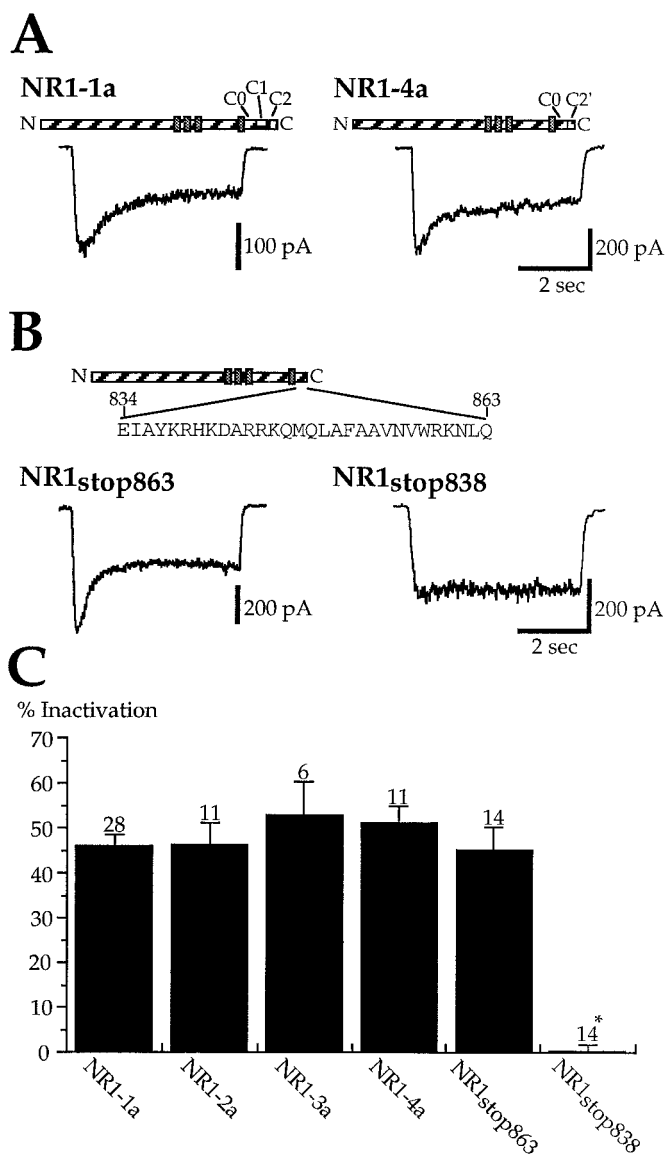 A
NR1-1a
C0 C1 C2
N C
100 pA
NR1-4a
C0 C2'
N C
200 pA
2 sec
B
N C
834 863
EIAYKRHKDARRKQMQLAFAAVNVWRKNLQ
NR1stop863
200 pA
NR1stop838
200 pA
2 sec
C
% Inactivation
70
60
50
40
30
20
10
0
28
11
6
11
14
14*
NR1-1a
NR1-2a
NR1-3a
NR1-4a
NR1stop863
NR1stop838